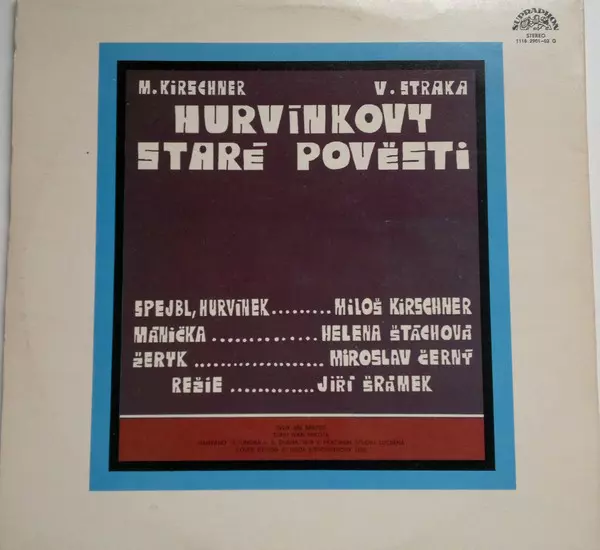 SUPRAPHON
STEREO
M. KIRSCHNER V. STRAKA
HURVÍNKOVY
STARÉ POVĚSTI
SPEJBL, HURVÍNEK......... MILOŠ KIRSCHNER
MÁNIČKA .............. HELENA ŠTÁCHOVÁ
ŽERYK .................. MIROSLAV ČERNÝ
REŽIE ............ JIŘÍ ŠRÁMEK